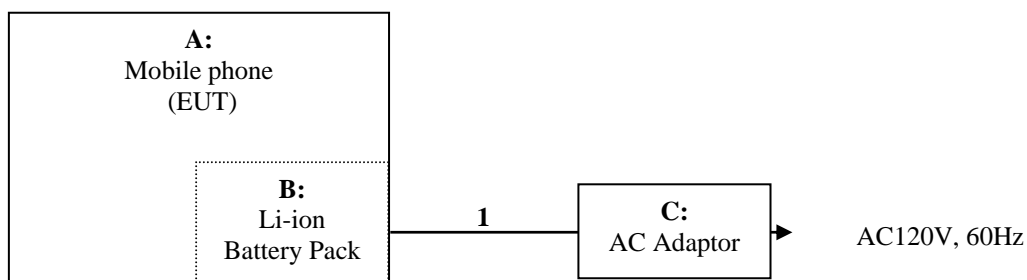 A:
Mobile phone
(EUT)
B:
Li-ion
Battery Pack
1
C:
AC Adaptor
AC120V, 60Hz